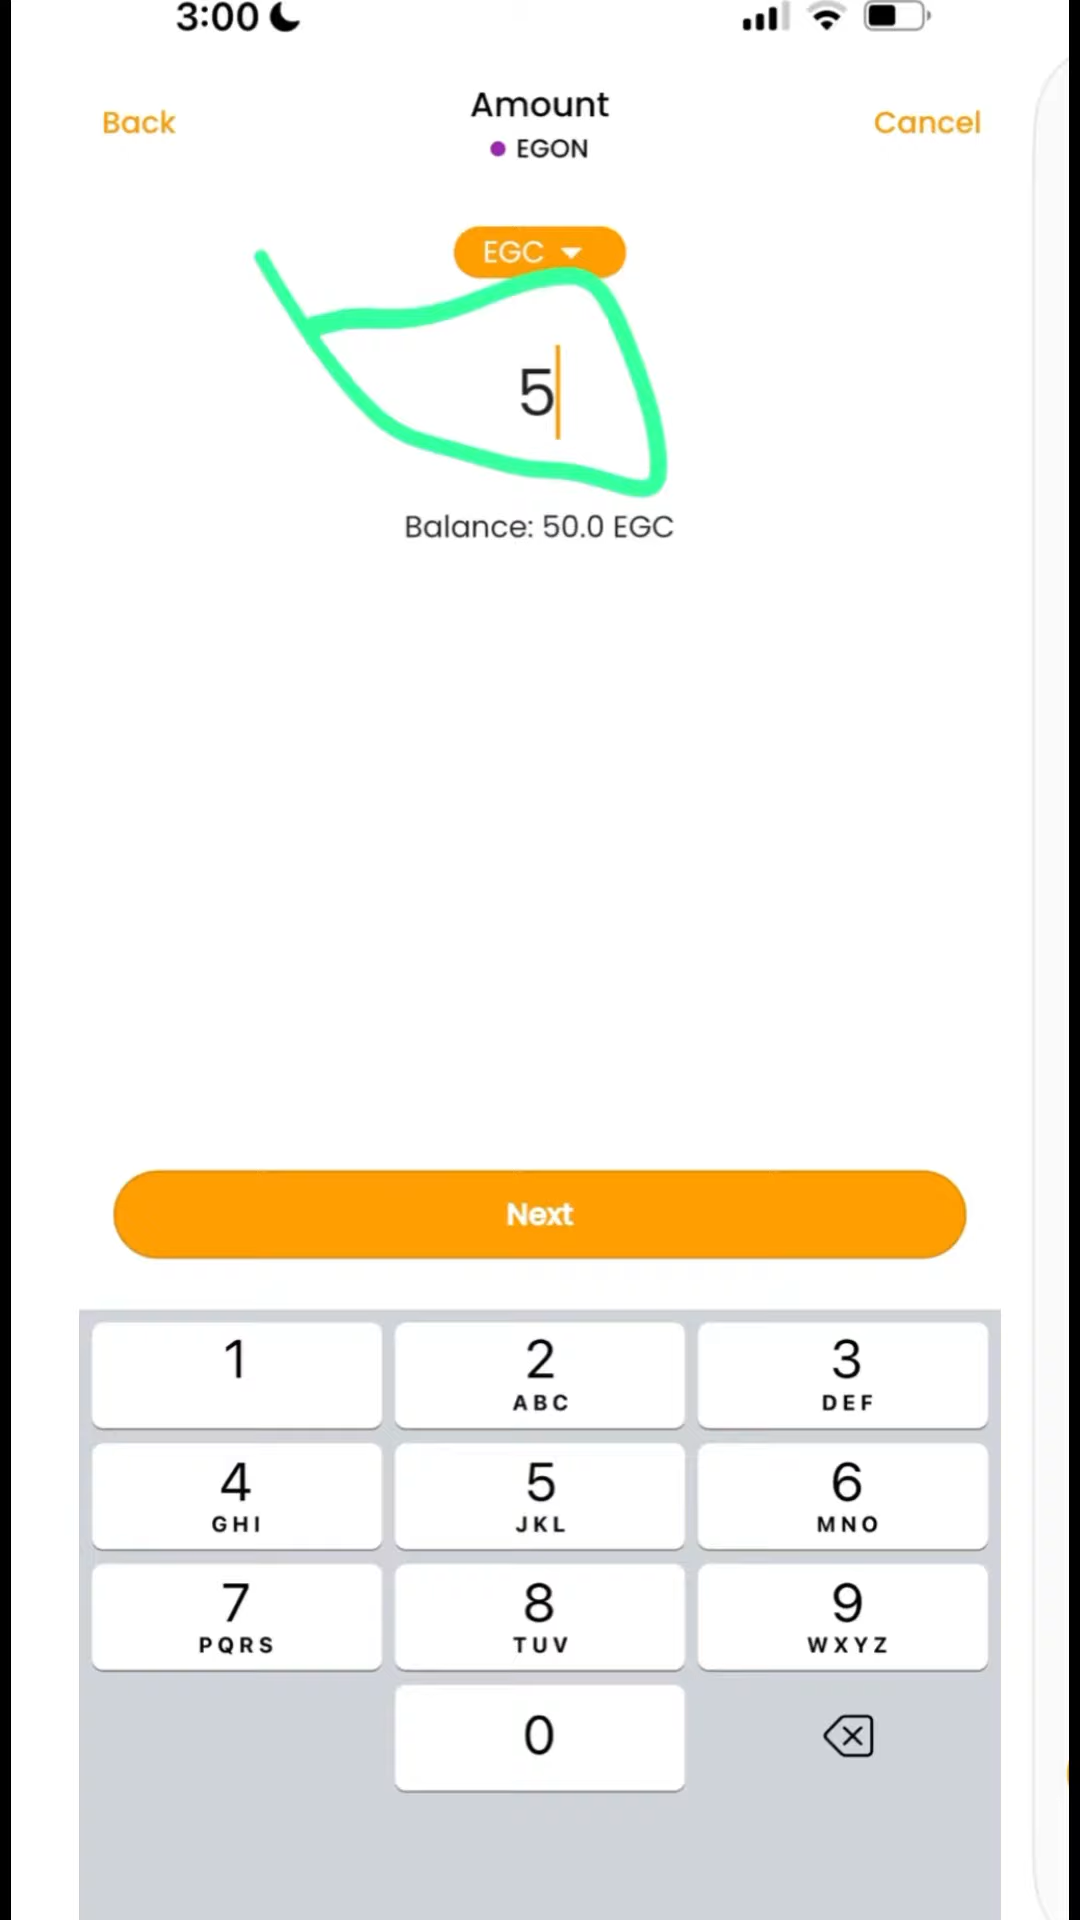 3:00
Back
Amount
Cancel
EGON
EGC
5
Balance: 50.0 EGC
Next
1
2
ABC
3
DEF
4
GHI
5
JKL
6
MNO
7
PQRS
8
TUV
9
WXYZ
0